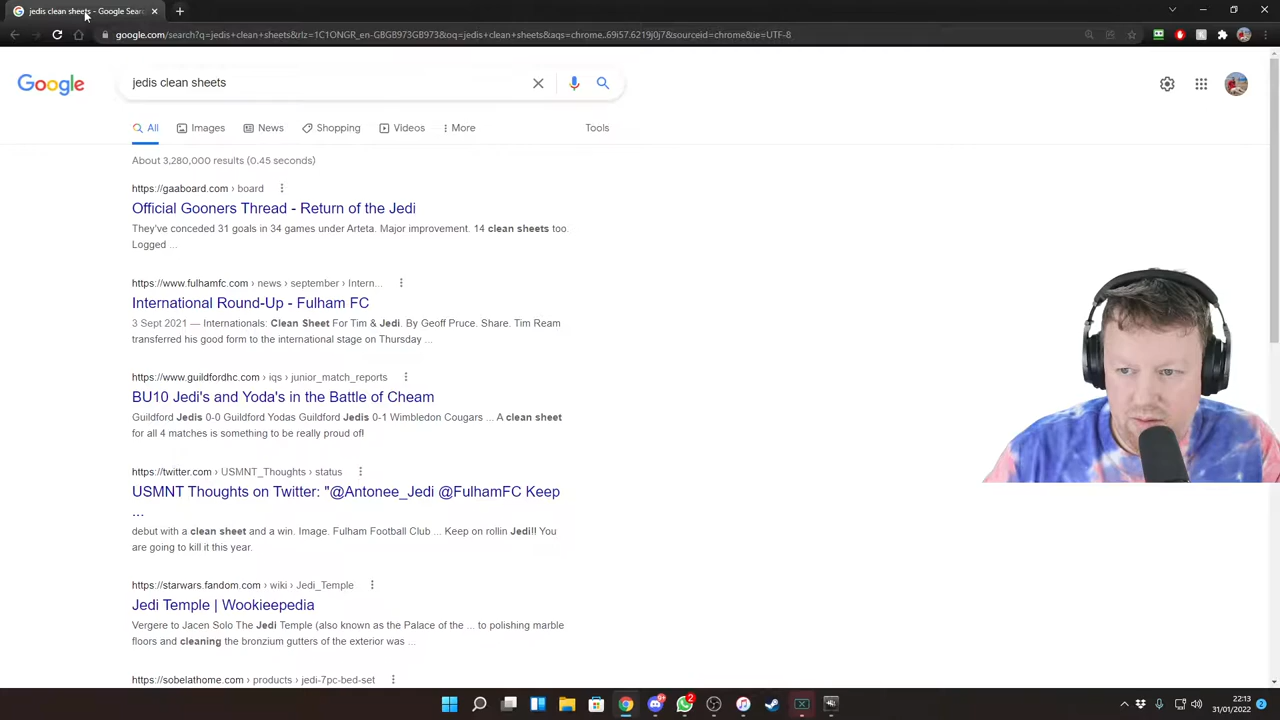 jedis clean sheets - Google Sear
google.com/search?q=jedis+clean+sheets&rlz=1C1ONGR_en-GBGB973GB973&oq=jedis+clean+sheets&aqs=chrome..69i57.6219j0j7&sourceid=chrome&ie=UTF-8
Google
jedis clean sheets
All Images News Shopping Videos More Tools
About 3,280,000 results (0.45 seconds)
https://gaaboard.com › board
Official Gooners Thread - Return of the Jedi
They've conceded 31 goals in 34 games under Arteta. Major improvement. 14 clean sheets too.
Logged ...
https://www.fulhamfc.com › news › september › Intern...
International Round-Up - Fulham FC
3 Sept 2021 — Internationals: Clean Sheet For Tim & Jedi. By Geoff Pruce. Share. Tim Ream
transferred his good form to the international stage on Thursday ...
https://www.guildfordhc.com › iqs › junior_match_reports
BU10 Jedi's and Yoda's in the Battle of Cheam
Guildford Jedis 0-0 Guildford Yodas Guildford Jedis 0-1 Wimbledon Cougars ... A clean sheet
for all 4 matches is something to be really proud of!
https://twitter.com › USMNT_Thoughts › status
USMNT Thoughts on Twitter: "@Antonee_Jedi @FulhamFC Keep
...
debut with a clean sheet and a win. Image. Fulham Football Club ... Keep on rollin Jedi!! You
are going to kill it this year.
https://starwars.fandom.com › wiki › Jedi_Temple
Jedi Temple | Wookieepedia
Vergere to Jacen Solo The Jedi Temple (also known as the Palace of the ... to polishing marble
floors and cleaning the bronzium gutters of the exterior was ...
https://sobelathome.com › products › jedi-7pc-bed-set
9+
2
22:13
31/01/2022
2